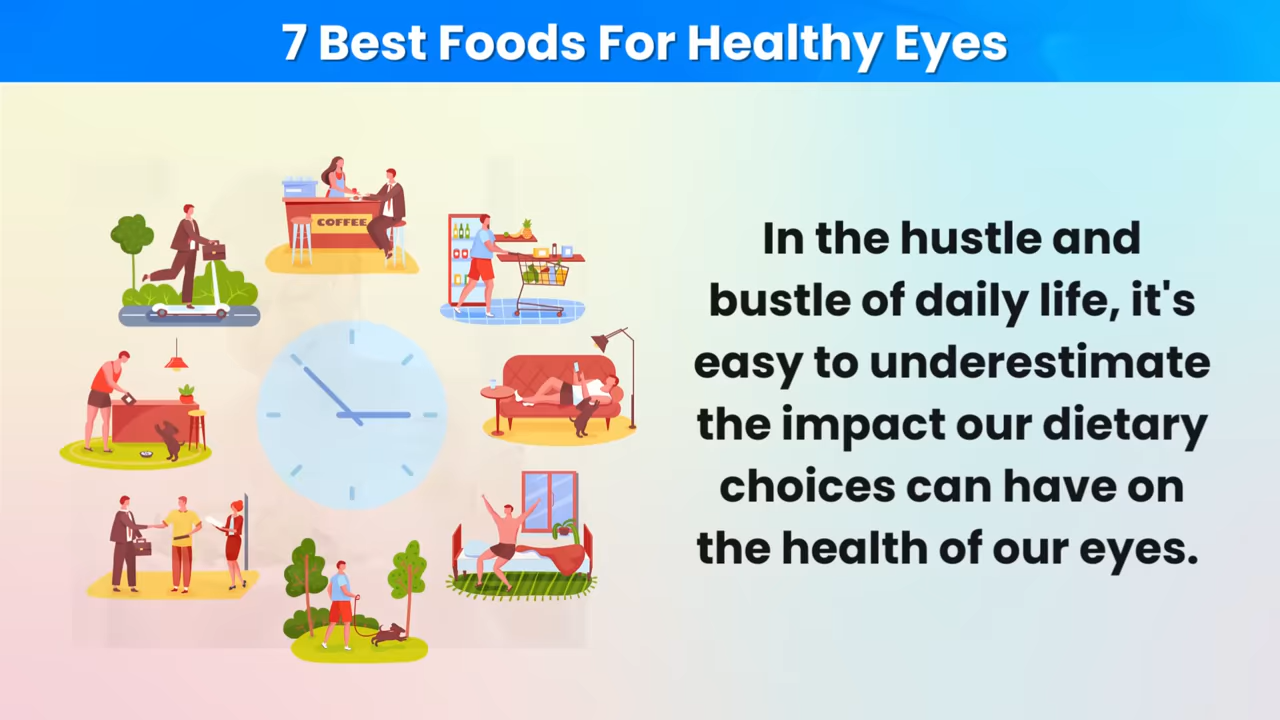 7 Best Foods For Healthy Eyes
COFFEE
In the hustle and
bustle of daily life, it's
easy to underestimate
the impact our dietary
choices can have on
the health of our eyes.